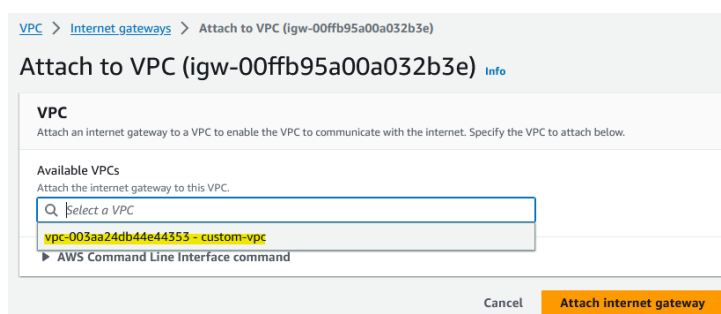 VPC > Internet gateways > Attach to VPC (igw-00ffb95a00a032b3e)
Attach to VPC (igw-00ffb95a00a032b3e) Info
VPC
Attach an internet gateway to a VPC to enable the VPC to communicate with the internet. Specify the VPC to attach below.
Available VPCs
Attach the internet gateway to this VPC.
Select a VPC
vpc-003aa24db44e44353 - custom-vpc
AWS Command Line Interface command
Cancel Attach internet gateway